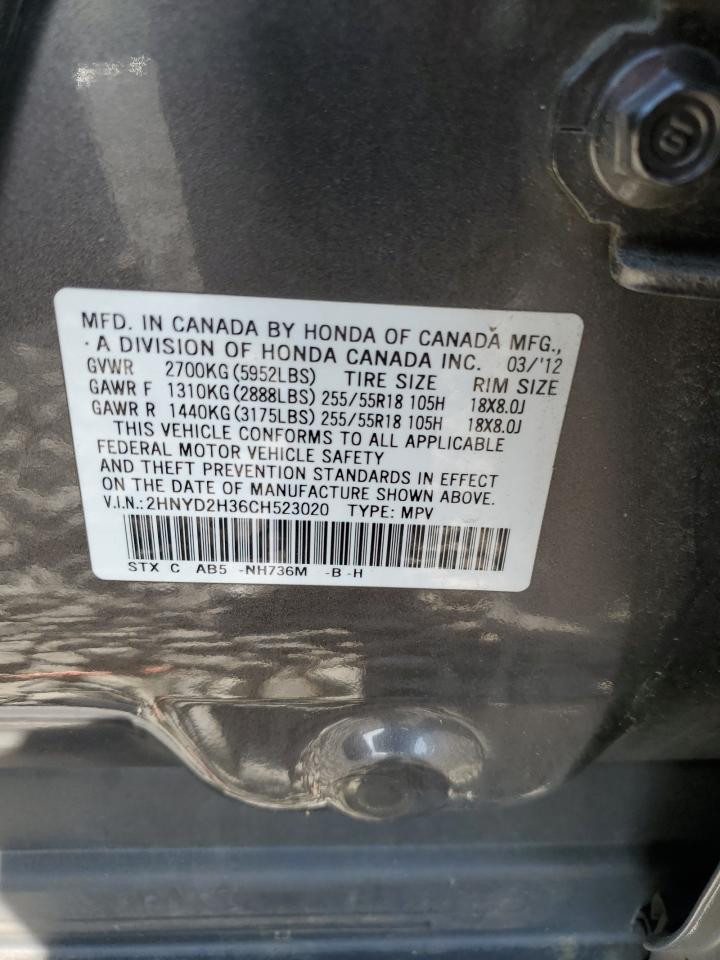 MFD. IN CANADA BY HONDA OF CANADA MFG.,
·A DIVISION OF HONDA CANADA INC. 03/'12
GVWR 2700KG(5952LBS) TIRE SIZE RIM SIZE
GAWR F 1310KG(2888LBS) 255/55R18 105H 18X8.0J
GAWR R 1440KG(3175LBS) 255/55R18 105H 18X8.0J
THIS VEHICLE CONFORMS TO ALL APPLICABLE
FEDERAL MOTOR VEHICLE SAFETY
AND THEFT PREVENTION STANDARDS IN EFFECT
ON THE DATE OF MANUFACTURE SHOWN ABOVE.
V.I.N.:2HNYD2H36CH523020 TYPE:MPV
STX C AB5 -NH736M -B -H